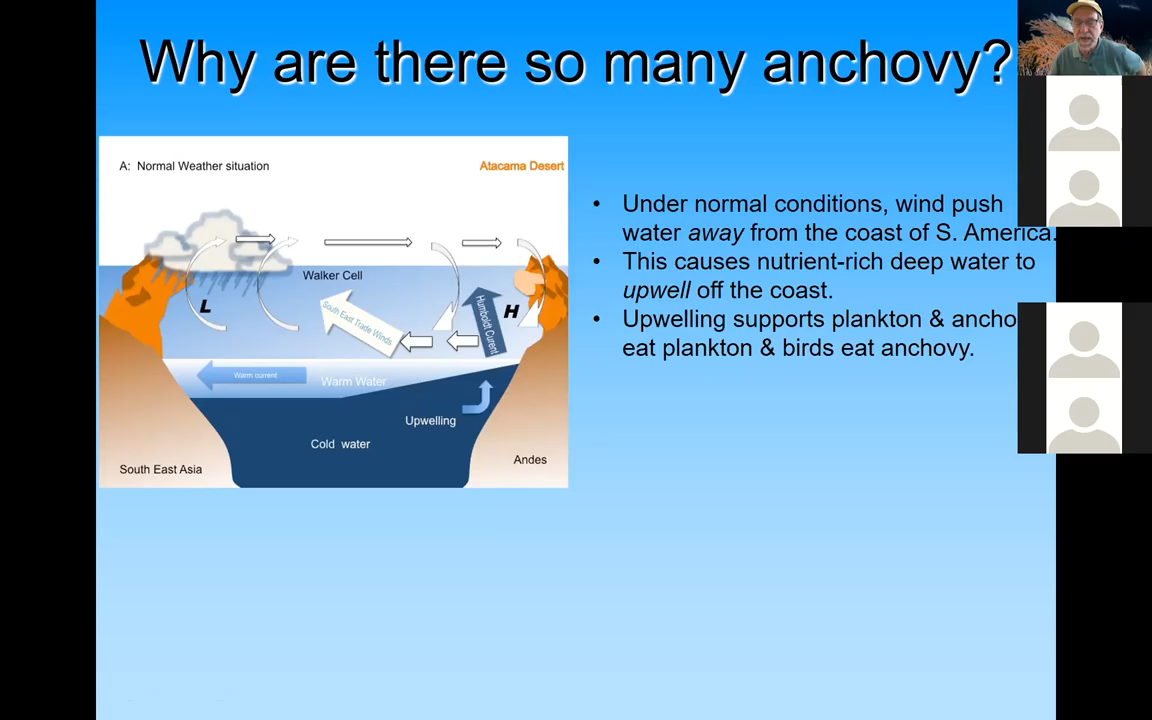 Why are there so many anchovy?
A: Normal Weather situation
Atacama Desert
Walker Cell
L
H
South East Trade Winds
Humboldt Curent
Warm current
Warm Water
Upwelling
Cold water
South East Asia
Andes
• Under normal conditions, wind push
water away from the coast of S. America.
• This causes nutrient-rich deep water to
upwell off the coast.
• Upwelling supports plankton & ancho
eat plankton & birds eat anchovy.